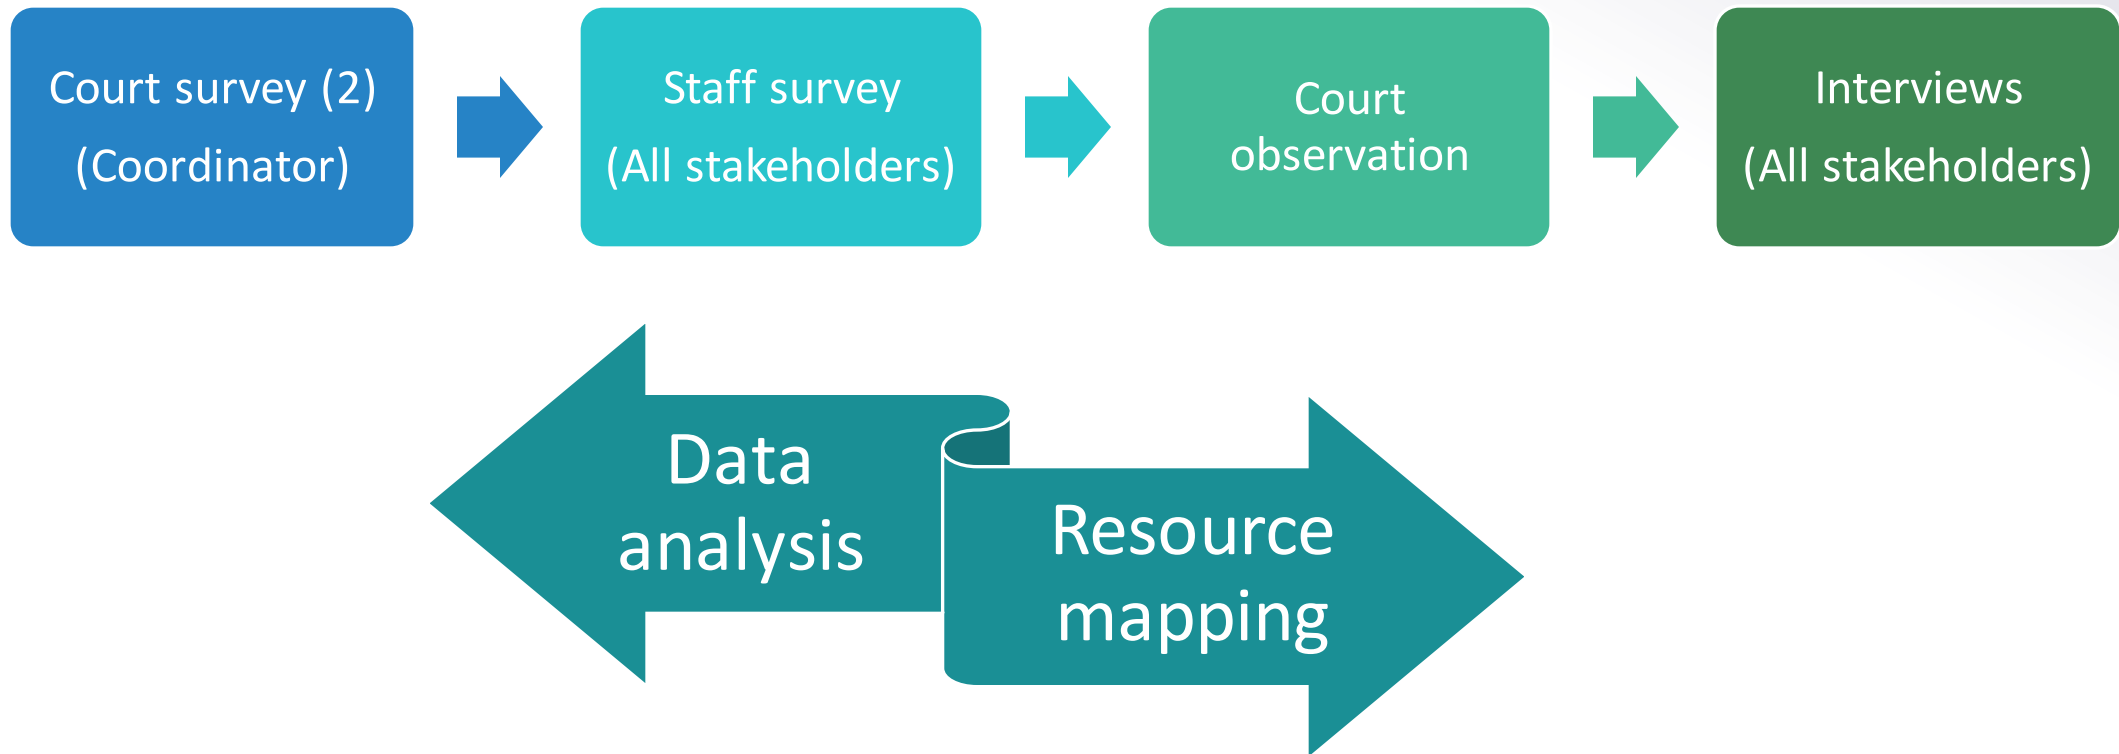 Court survey (2)
(Coordinator)
Staff survey
(All stakeholders)
Court
observation
Interviews
(All stakeholders)
Data
analysis
Resource
mapping